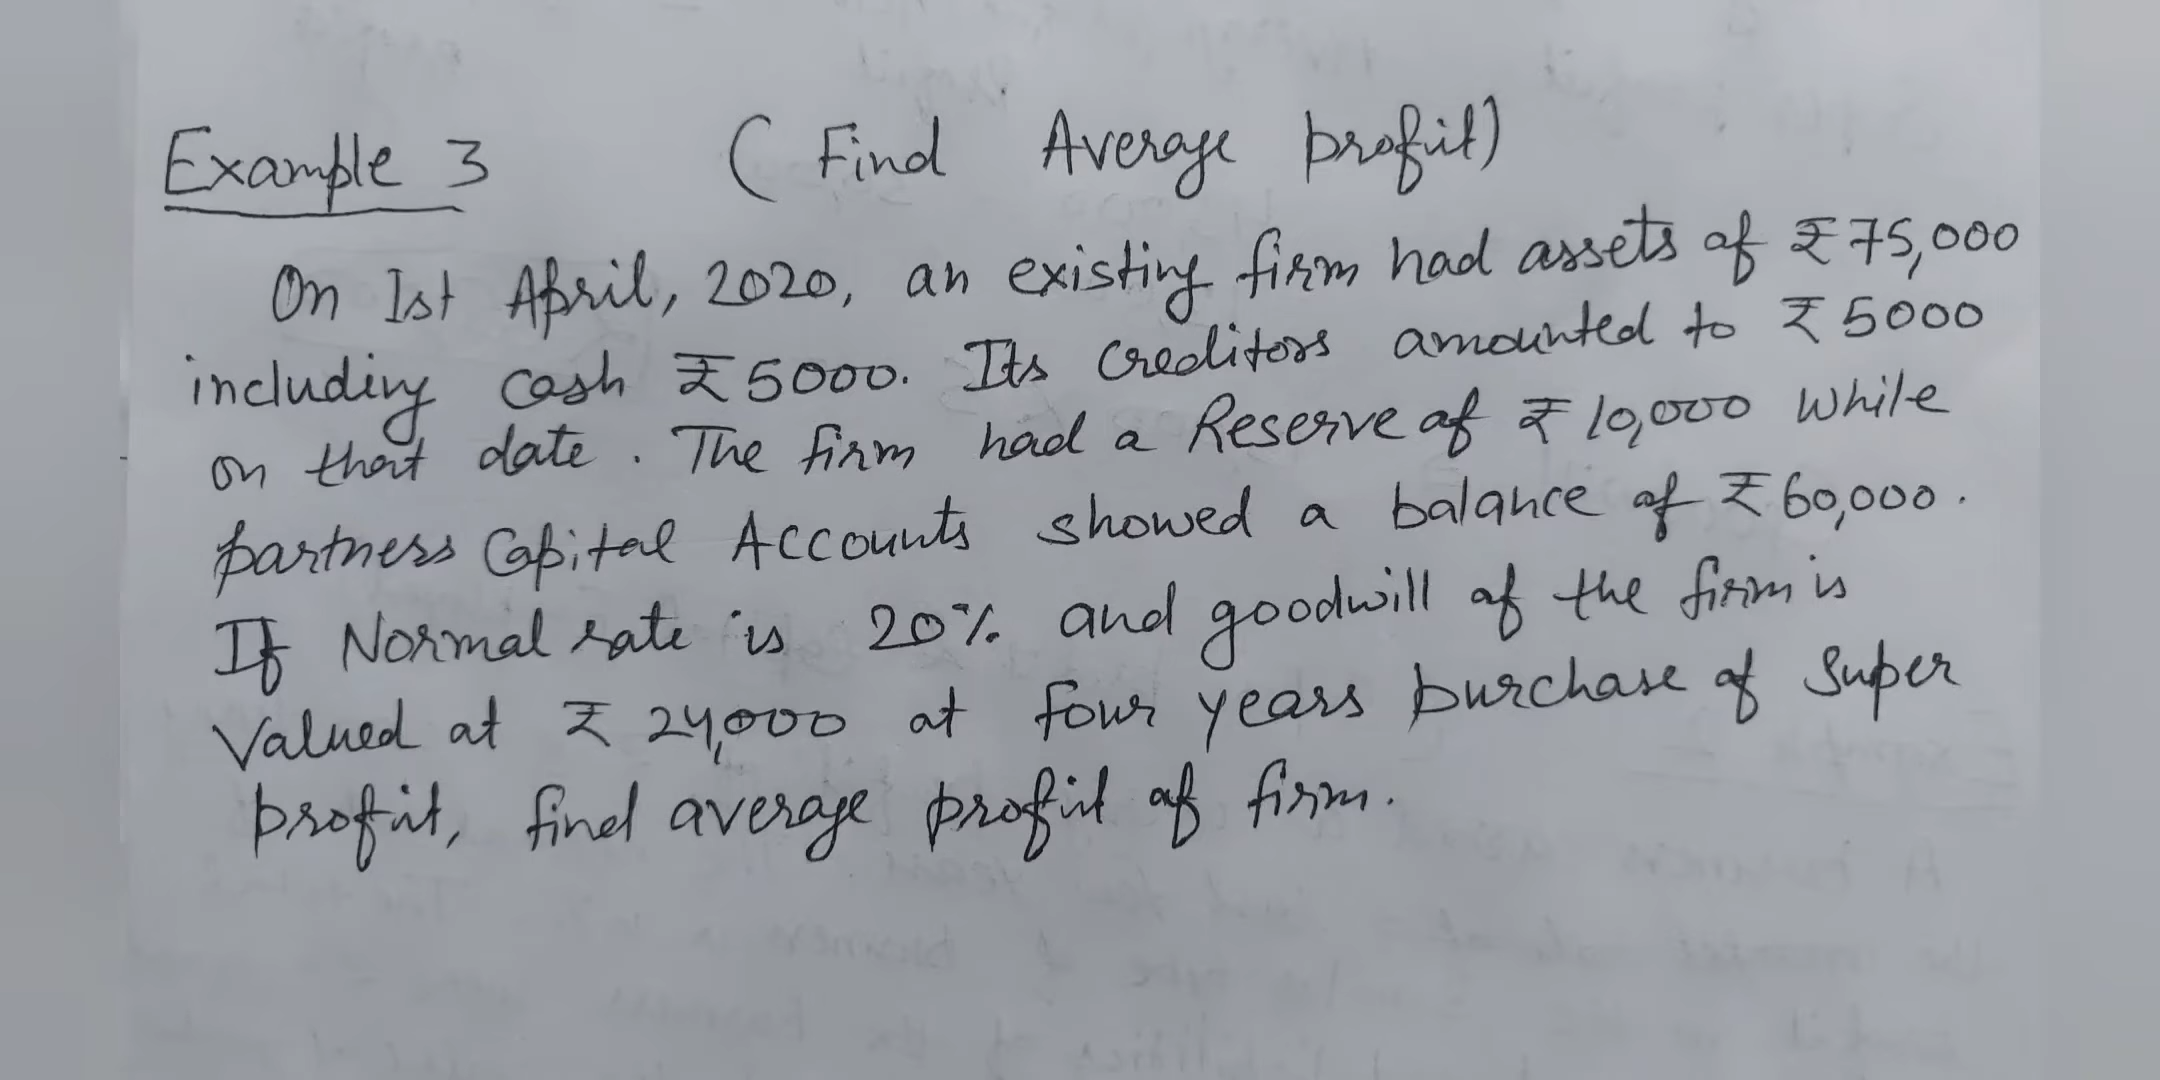 Example 3 (Find Average profit)
On 1st April, 2020, an existing firm had assets of ₹75,000
including cash ₹5000. Its Creditors amounted to ₹5000
on that date. The firm had a Reserve of ₹10,000 while
partners Capital Accounts showed a balance of ₹60,000.
If Normal rate is 20% and goodwill of the firm is
Valued at ₹24,000 at four years purchase of Super
profit, find average profit of firm.